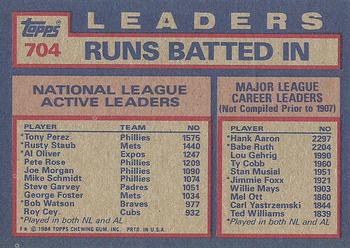 LEADERS
Topps
704
RUNS BATTED IN
NATIONAL LEAGUE
ACTIVE LEADERS
PLAYER TEAM NO
*Tony Perez Phillies 1575
*Rusty Staub Mets 1440
*Al Oliver Expos 1247
Pete Rose Phillies 1209
Joe Morgan Phillies 1090
Mike Schmidt Phillies 1074
Steve Garvey Padres 1051
George Foster Mets 1034
*Bob Watson Braves 977
Roy Cey Cubs 932
*Played in both NL and AL
MAJOR LEAGUE
CAREER LEADERS
(Not Compiled Prior to 1907)
PLAYER NO
*Hank Aaron 2297
*Babe Ruth 2204
Lou Gehrig 1990
Ty Cobb 1960
Stan Musial 1951
*Jimmie Foxx 1921
Willie Mays 1903
Mel Ott 1860
Carl Yastrzemski 1844
Ted Williams 1839
*Played in both NL and AL
© 1984 TOPPS CHEWING GUM, INC. PRTD. IN U.S.A.